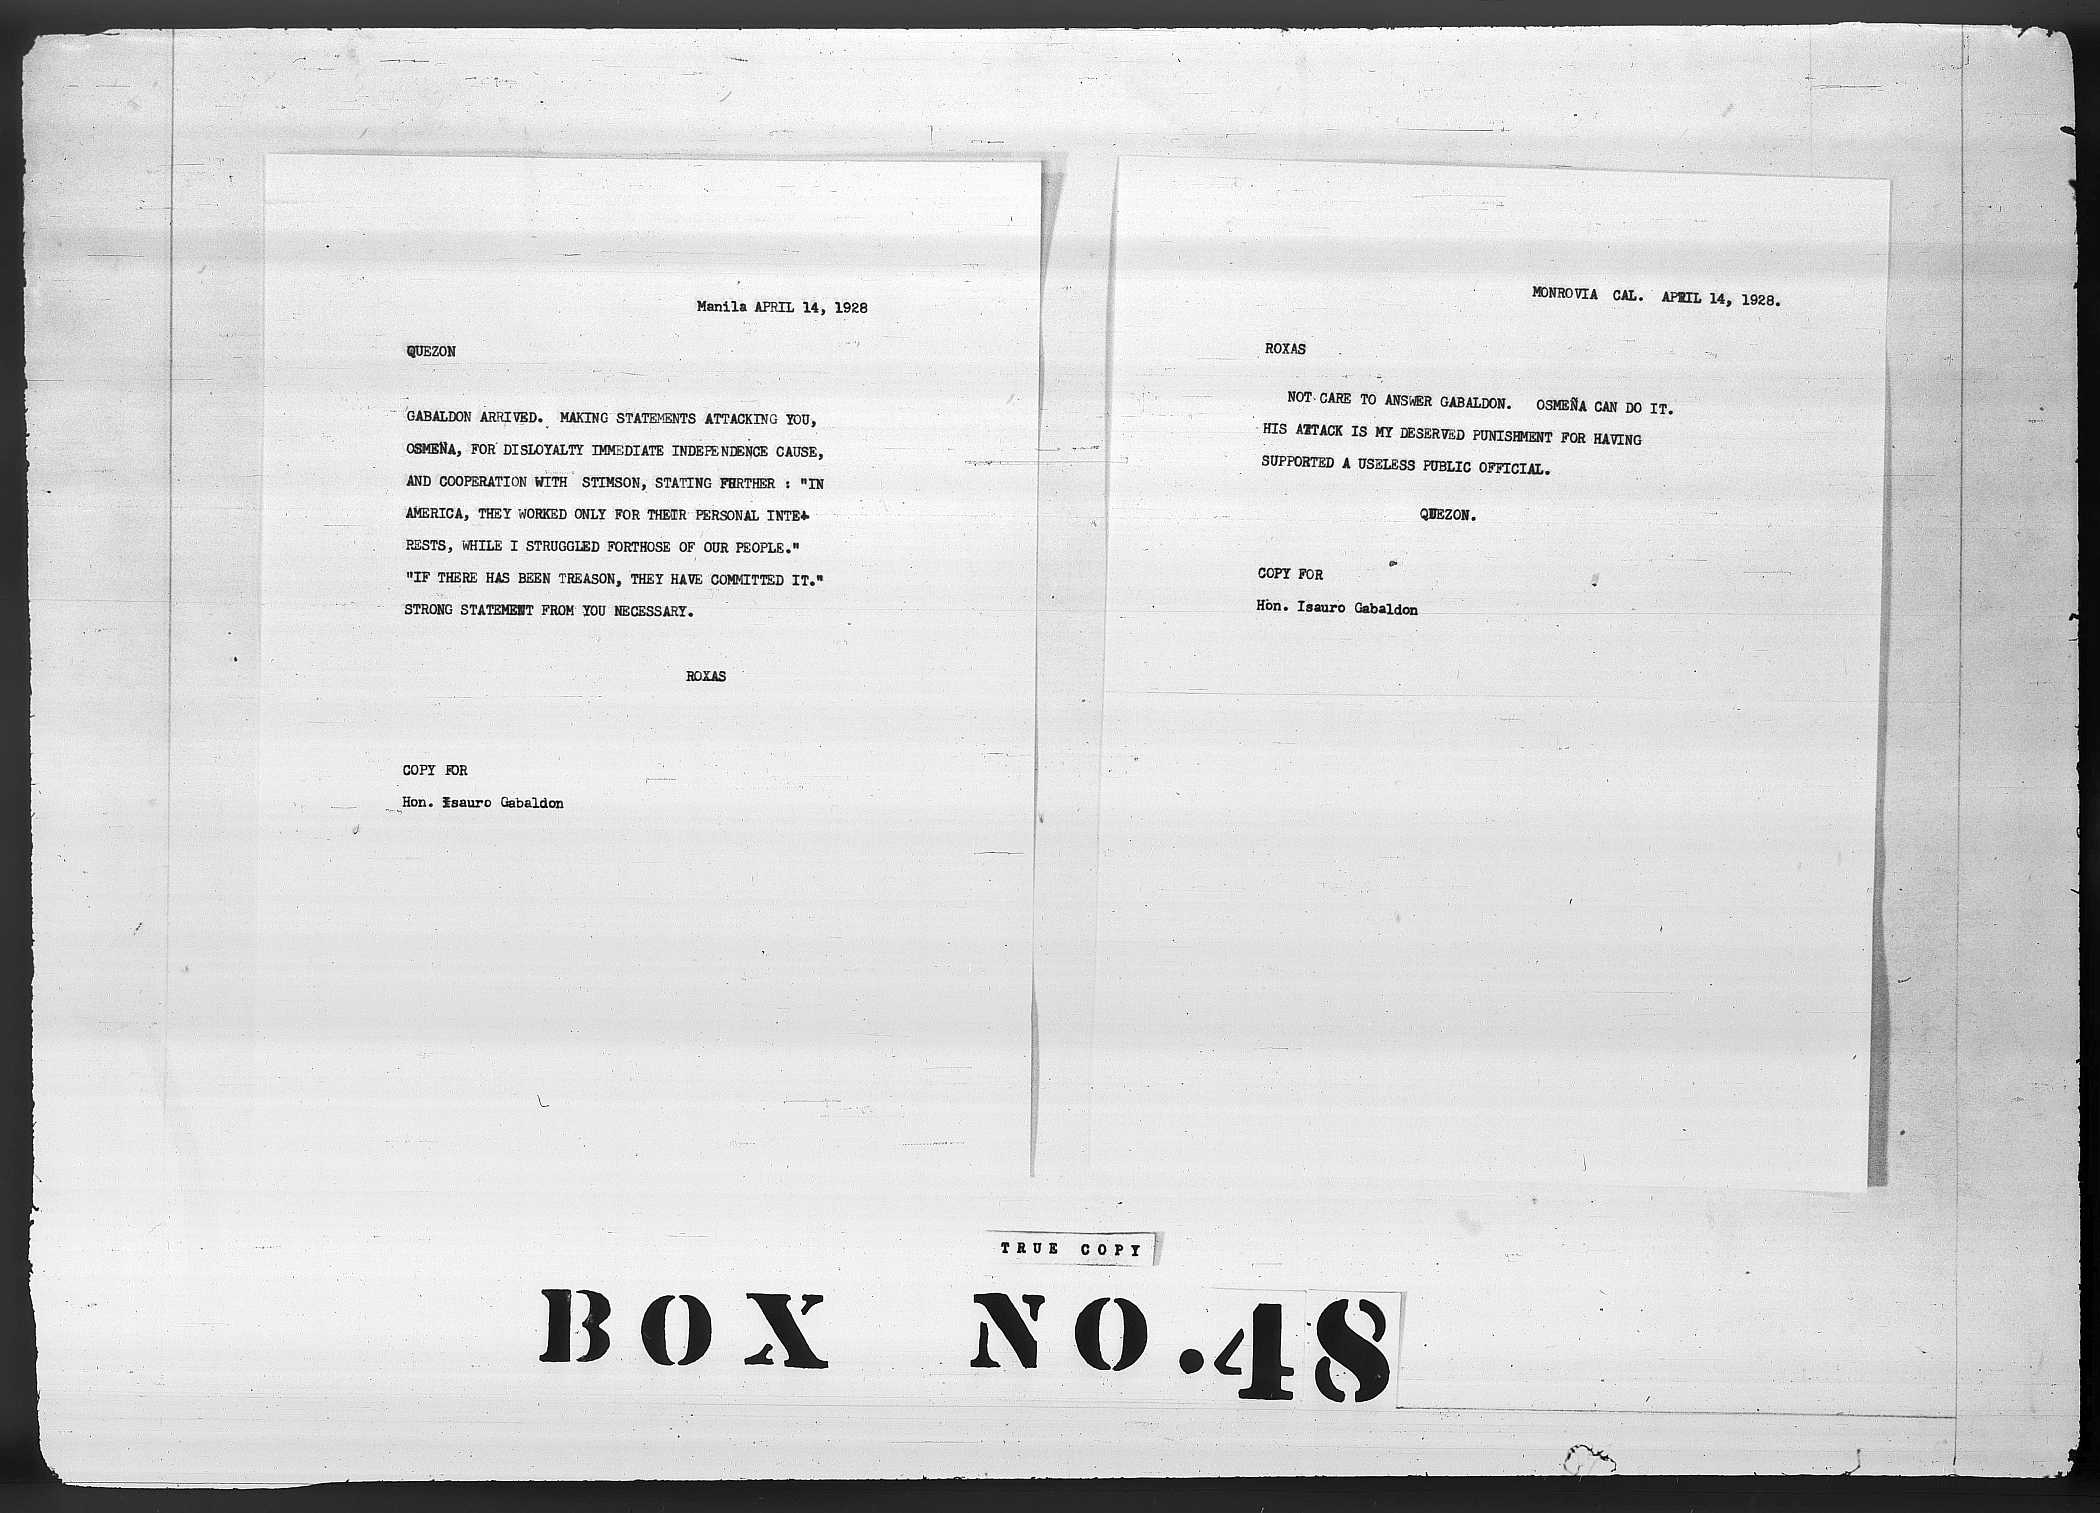 Manila APRIL 14, 1928
QUEZON
GABALDON ARRIVED. MAKING STATEMENTS ATTACKING YOU,
OSMEÑA, FOR DISLOYALTY IMMEDIATE INDEPENDENCE CAUSE,
AND COOPERATION WITH STIMSON, STATING FURTHER : "IN
AMERICA, THEY WORKED ONLY FOR THEIR PERSONAL INTE-
RESTS, WHILE I STRUGGLED FORTHOSE OF OUR PEOPLE."
"IF THERE HAS BEEN TREASON, THEY HAVE COMMITTED IT."
STRONG STATEMENT FROM YOU NECESSARY.
ROXAS
COPY FOR
Hon. Isauro Gabaldon
MONROVIA CAL. APRIL 14, 1928.
ROXAS
NOT CARE TO ANSWER GABALDON. OSMEÑA CAN DO IT.
HIS ATTACK IS MY DESERVED PUNISHMENT FOR HAVING
SUPPORTED A USELESS PUBLIC OFFICIAL.
QUEZON.
COPY FOR
Hon. Isauro Gabaldon
TRUE COPY
BOX NO.48